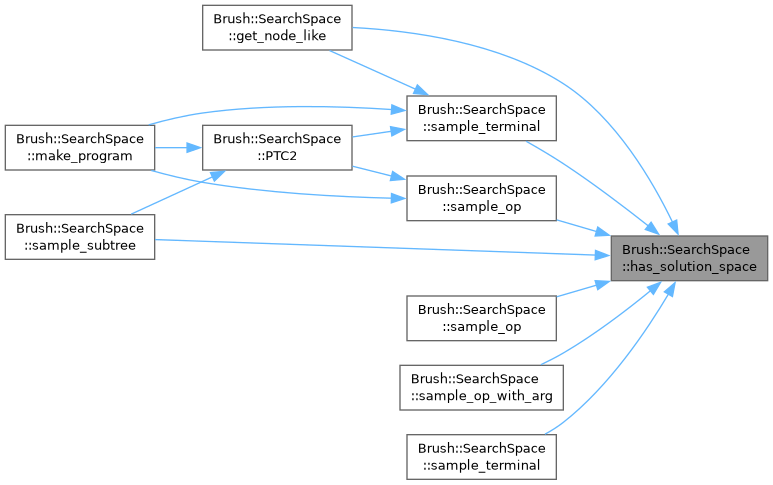 Brush::SearchSpace
::get_node_like
Brush::SearchSpace
::sample_terminal
Brush::SearchSpace
::make_program
Brush::SearchSpace
::PTC2
Brush::SearchSpace
::sample_op
Brush::SearchSpace
::sample_subtree
Brush::SearchSpace
::has_solution_space
Brush::SearchSpace
::sample_op
Brush::SearchSpace
::sample_op_with_arg
Brush::SearchSpace
::sample_terminal